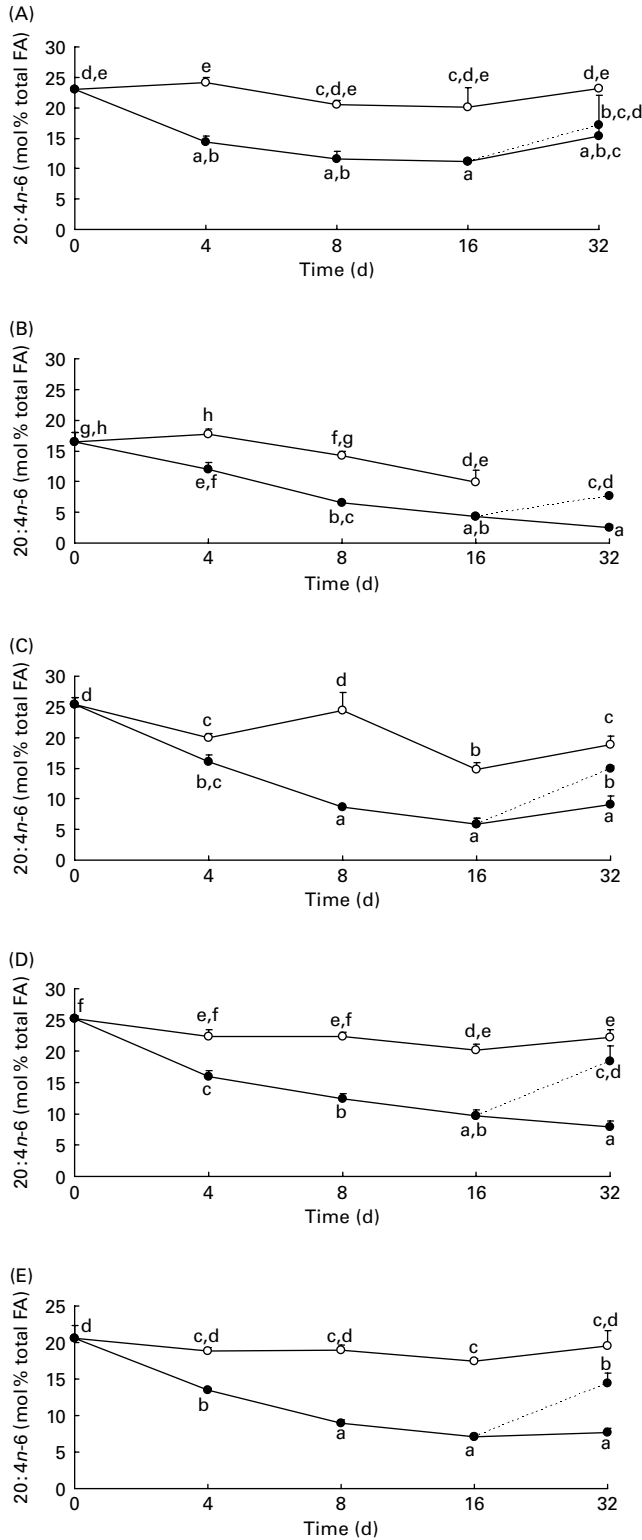 (A)
20:4n-6 (mol% total FA)
30
25
20
15
10
5
0
d,e
e
c,d,e
c,d,e
d,e
b,c,d
a,b
a,b
a
a,b,c
0 4 8 16 32
Time (d)
(B)
20:4n-6 (mol% total FA)
30
25
20
15
10
5
0
g,h
h
f,g
d,e
c,d
e,f
b,c
a,b
a
0 4 8 16 32
Time (d)
(C)
20:4n-6 (mol% total FA)
30
25
20
15
10
5
0
d
c
d
b
c
b,c
a
a
b
a
0 4 8 16 32
Time (d)
(D)
20:4n-6 (mol% total FA)
30
25
20
15
10
5
0
f
e,f
e,f
d,e
e
c
b
a,b
c,d
a
0 4 8 16 32
Time (d)
(E)
20:4n-6 (mol% total FA)
25
20
15
10
5
0
d
c,d
c,d
c
c,d
b
b
a
a
a
0 4 8 16 32
Time (d)